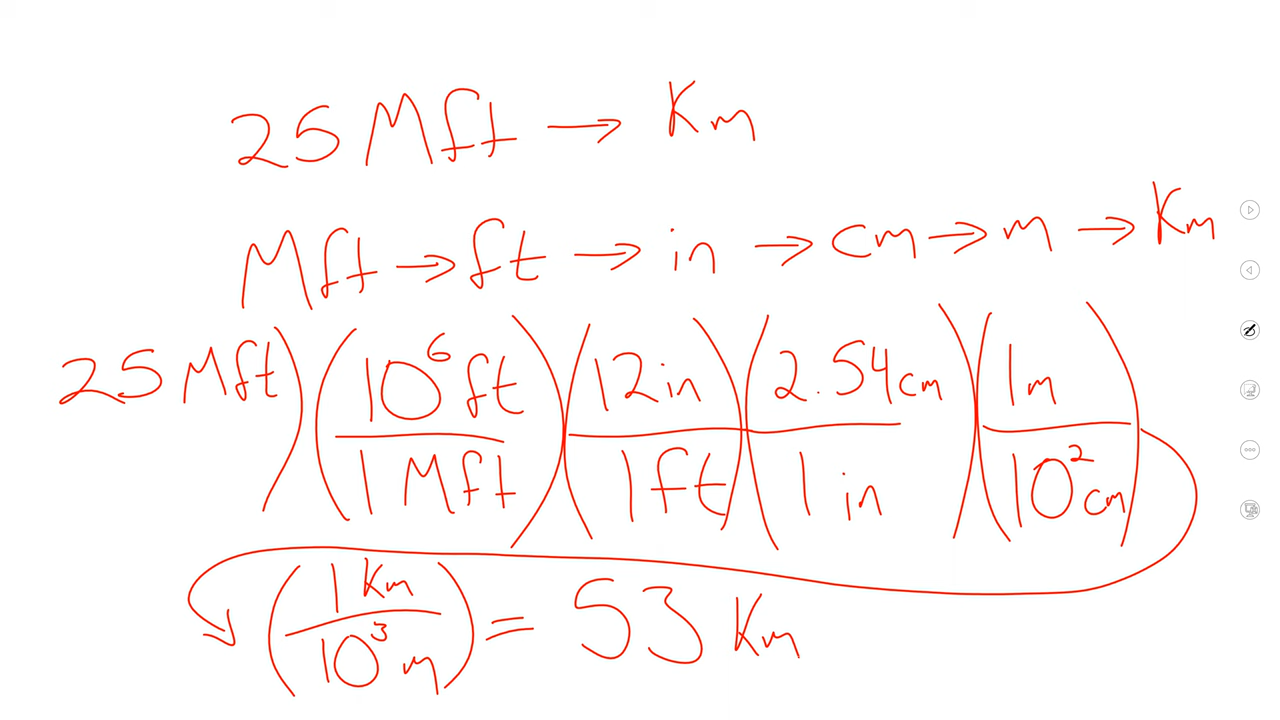 25 Mft → Km
Mft → ft → in → cm → m → Km
25 Mft) (10^6 ft / 1 Mft) (12 in / 1 ft) (2.54 cm / 1 in) (1 m / 10^2 cm)
(1 Km / 10^3 m) = 53 Km